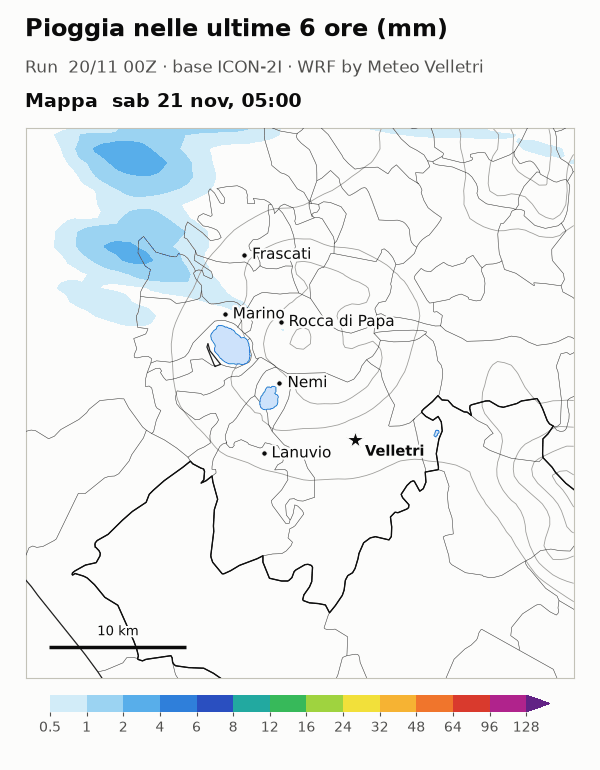 Pioggia nelle ultime 6 ore (mm)
Run  20/11 00Z · base ICON-2I · WRF by Meteo Velletri
Mappa  sab 21 nov, 05:00
Frascati
Marino
Rocca di Papa
Nemi
Velletri
Lanuvio
10 km
0.5 1 2 4 6 8 12 16 24 32 48 64 96 128